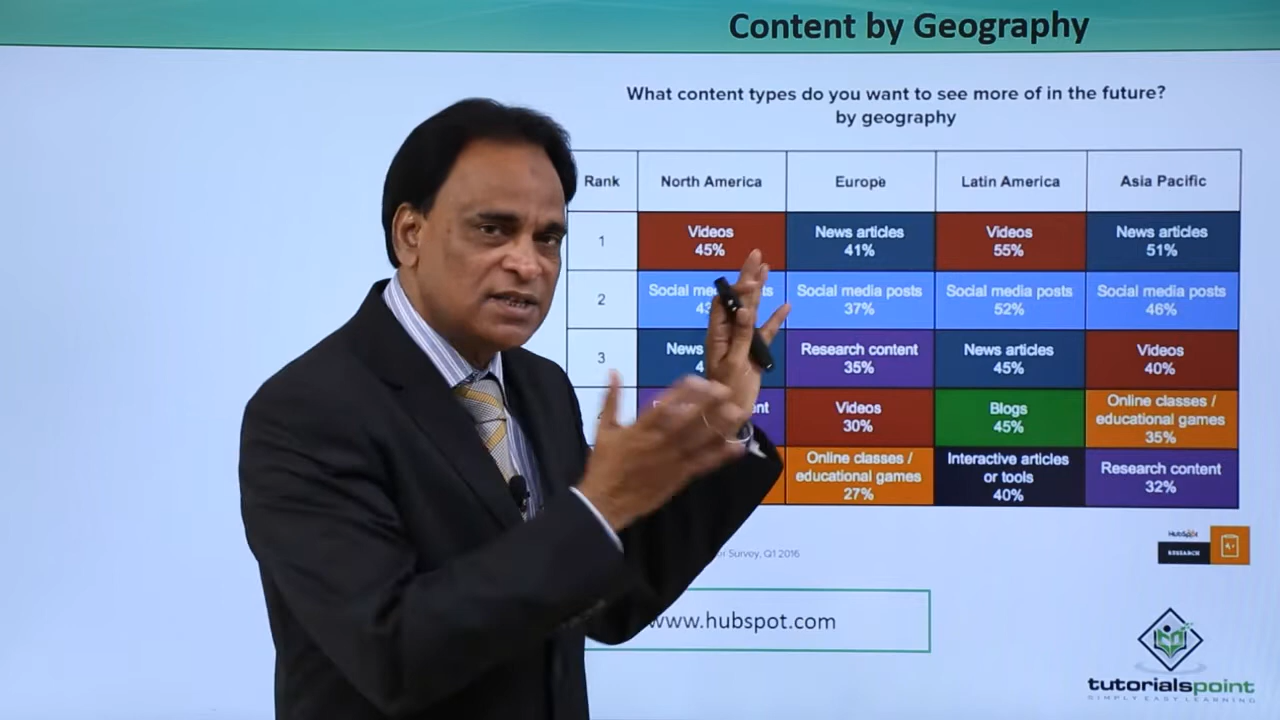 Content by Geography
What content types do you want to see more of in the future?
by geography
Rank North America Europe Latin America Asia Pacific
1 Videos 45% News articles 41% Videos 55% News articles 51%
2 Social media posts 37% Social media posts 52% Social media posts 46%
3 News Research content 35% News articles 45% Videos 40%
Videos 30% Blogs 45% Online classes / educational games 35%
Online classes / educational games 27% Interactive articles or tools 40% Research content 32%
Survey, Q1 2016
HubSpot
RESEARCH
www.hubspot.com
tutorialspoint
SIMPLY EASY LEARNING